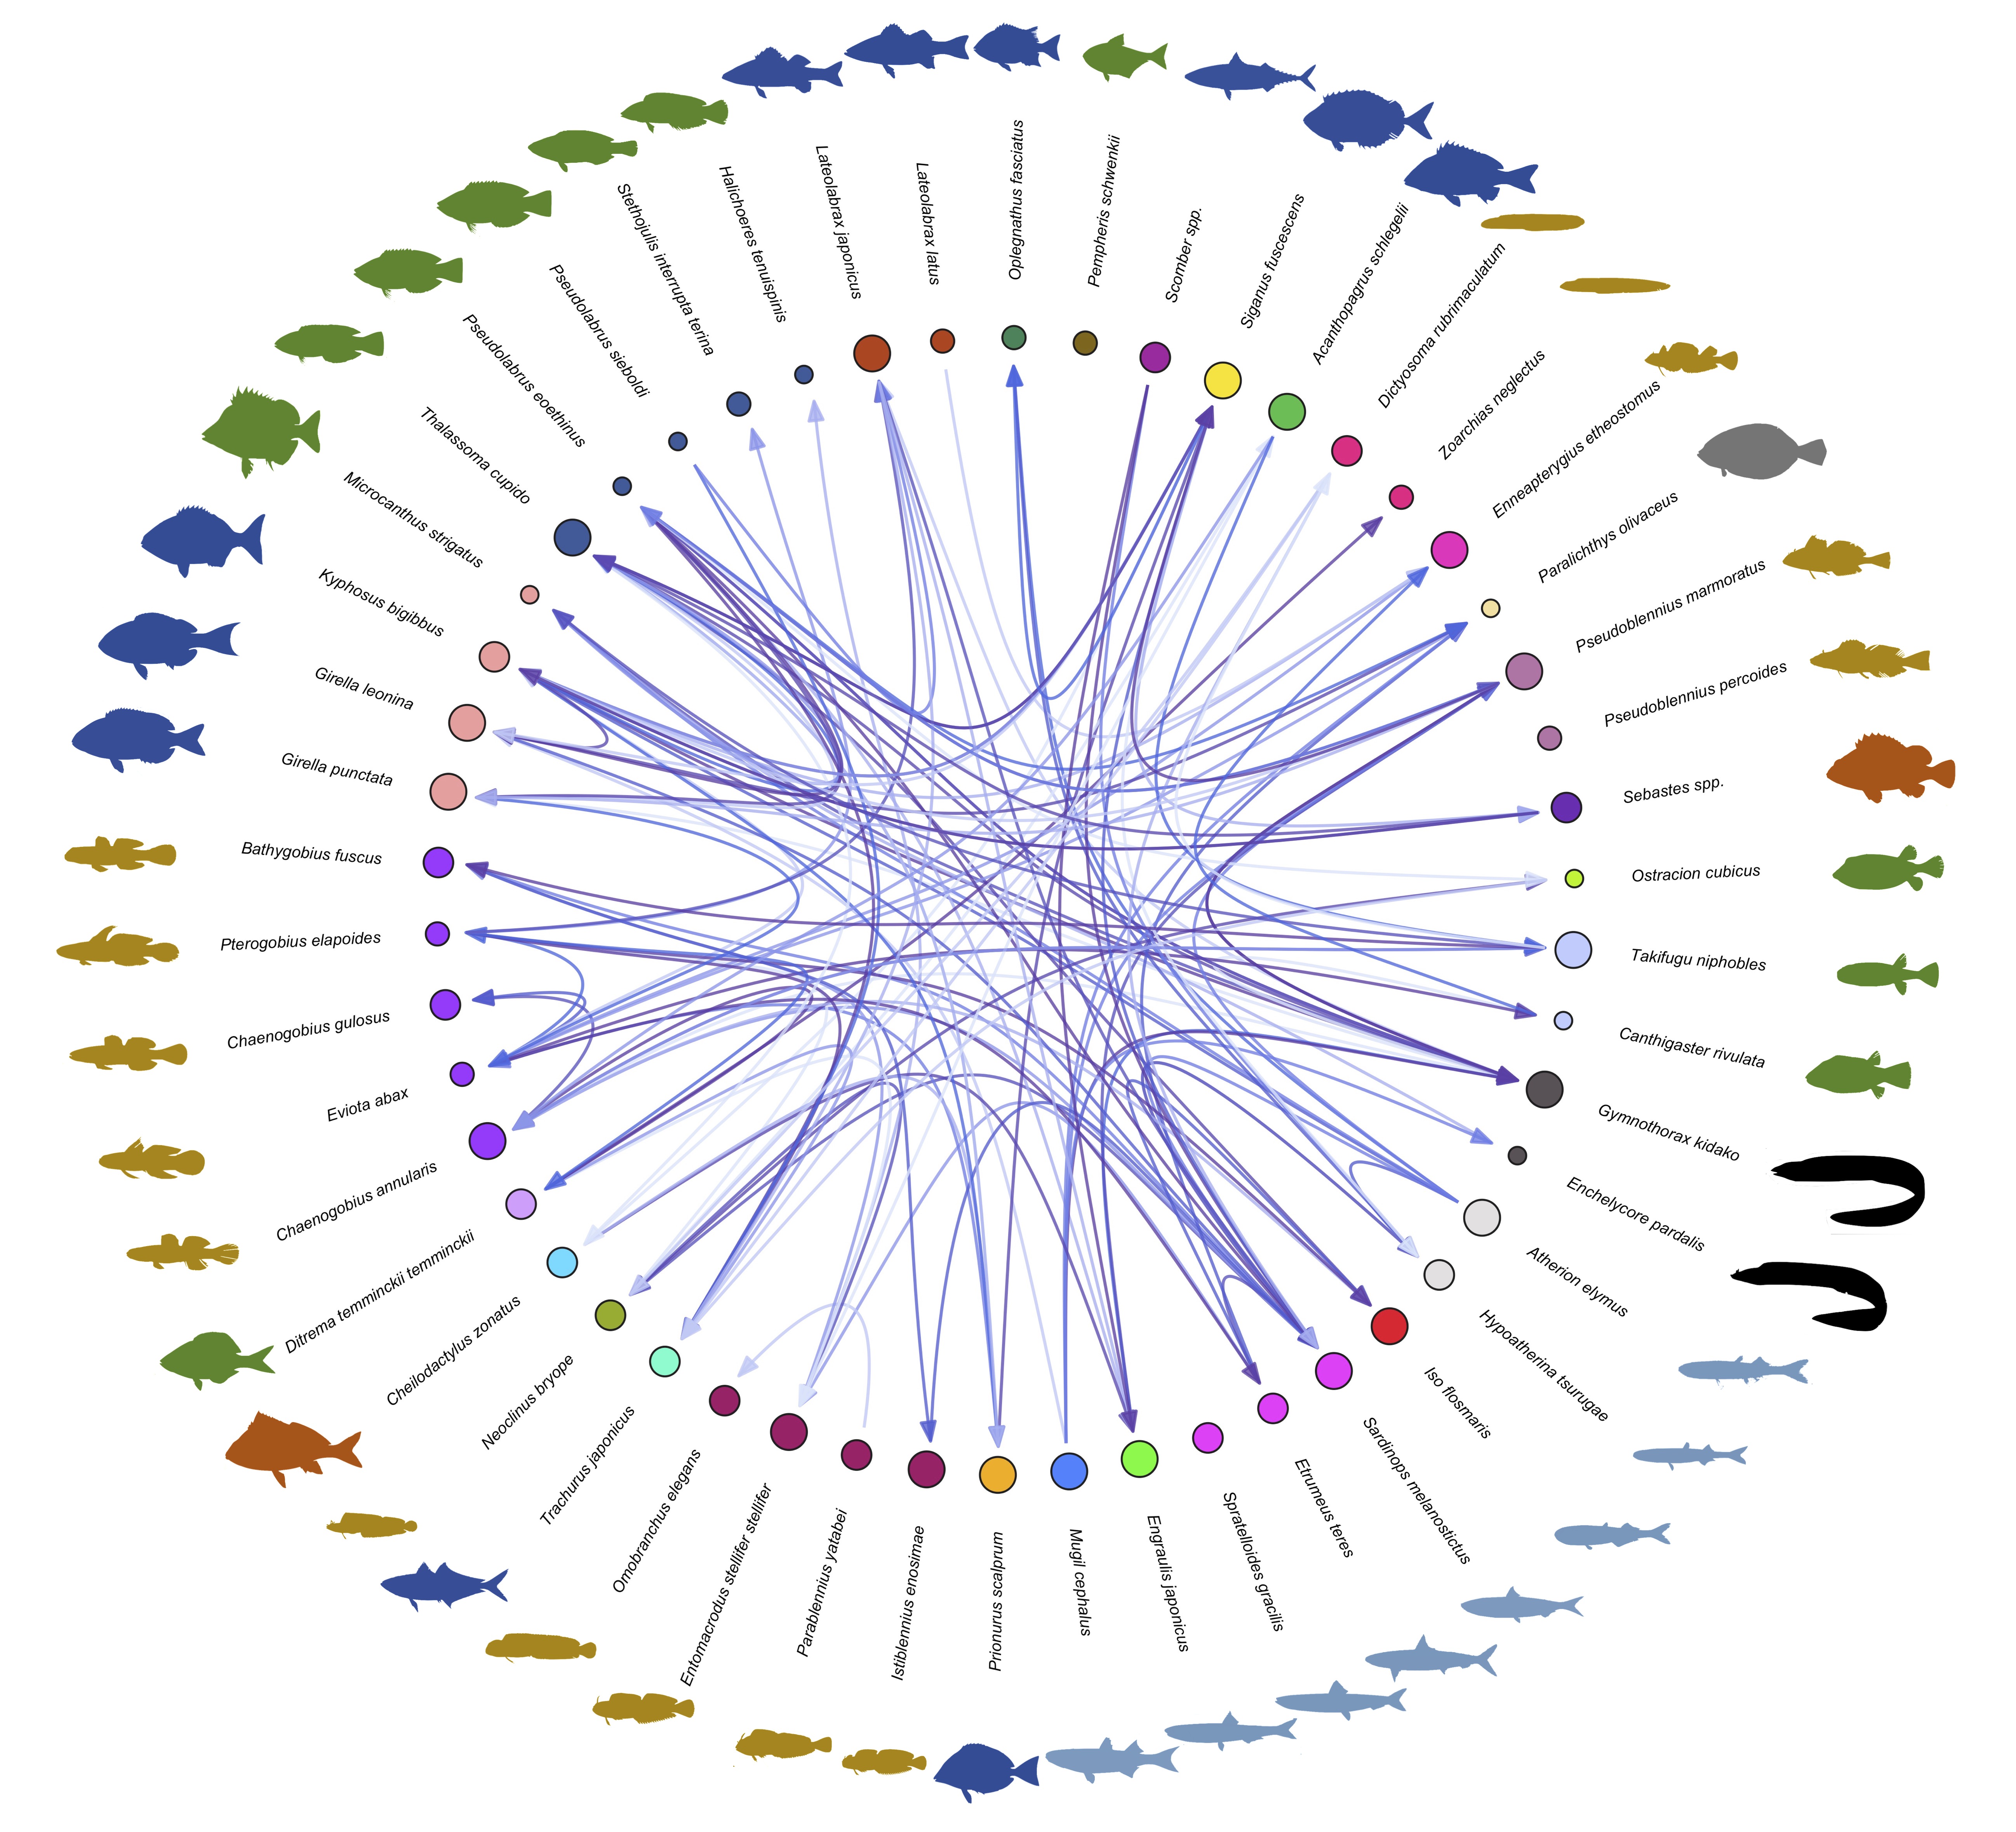 Oplegnathus fasciatus
Pempheris schwenkii
Scomber spp.
Siganus fuscescens
Acanthopagrus schlegelii
Dictyosoma rubrimaculatum
Zoarchias neglectus
Enneapterygius etheostomus
Paralichthys olivaceus
Pseudoblennius marmoratus
Pseudoblennius percoides
Sebastes spp.
Ostracion cubicus
Takifugu niphobles
Canthigaster rivulata
Gymnothorax kidako
Enchelycore pardalis
Atherion elymus
Hypoatherina tsurugae
Iso flosmaris
Sardinops melanostictus
Etrumeus teres
Spratelloides gracilis
Engraulis japonicus
Mugil cephalus
Prionurus scalprum
Istiblennius enosimae
Parablennius yatabei
Entomacrodus stellifer stellifer
Omobranchus elegans
Trachurus japonicus
Neoclinus bryope
Cheilodactylus zonatus
Ditrema temminckii temminckii
Chaenogobius annularis
Eviota abax
Chaenogobius gulosus
Pterogobius elapoides
Bathygobius fuscus
Girella punctata
Girella leonina
Kyphosus bigibbus
Microcanthus strigatus
Thalassoma cupido
Pseudolabrus eoethinus
Pseudolabrus sieboldi
Stethojulis interrupta terina
Halichoeres tenuispinis
Lateolabrax japonicus
Lateolabrax latus